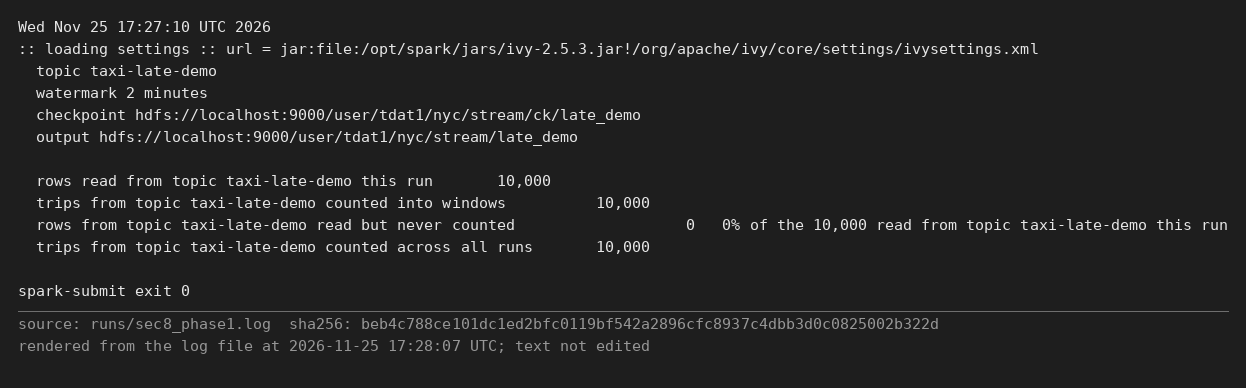 Wed Nov 25 17:27:10 UTC 2026
:: loading settings :: url = jar:file:/opt/spark/jars/ivy-2.5.3.jar!/org/apache/ivy/core/settings/ivysettings.xml
topic taxi-late-demo
watermark 2 minutes
checkpoint hdfs://localhost:9000/user/tdat1/nyc/stream/ck/late_demo
output hdfs://localhost:9000/user/tdat1/nyc/stream/late_demo
rows read from topic taxi-late-demo this run 10,000
trips from topic taxi-late-demo counted into windows 10,000
rows from topic taxi-late-demo read but never counted 0 0% of the 10,000 read from topic taxi-late-demo this run
trips from topic taxi-late-demo counted across all runs 10,000
spark-submit exit 0
source: runs/sec8_phase1.log sha256: beb4c788ce101dc1ed2bfc0119bf542a2896cfc8937c4dbb3d0c0825002b322d
rendered from the log file at 2026-11-25 17:28:07 UTC; text not edited